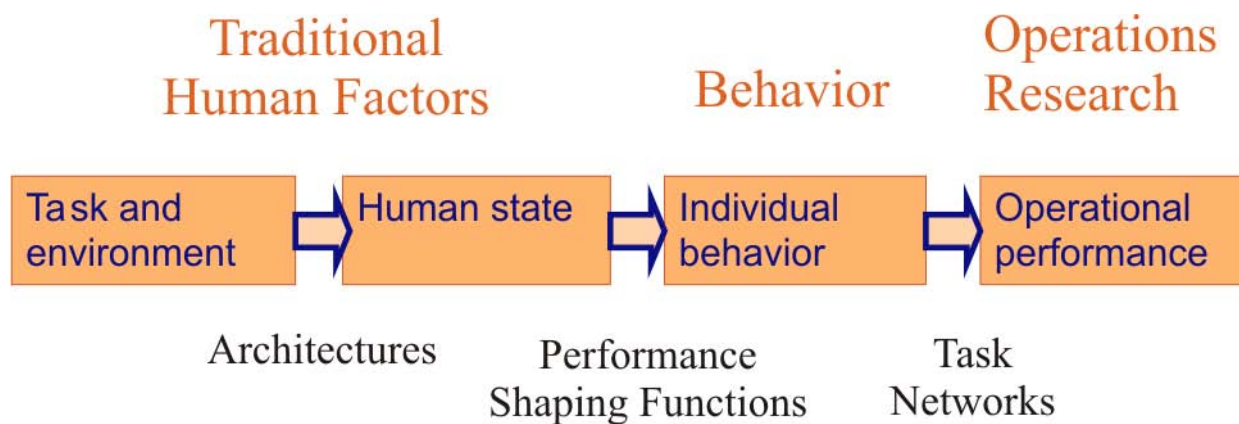 Traditional
Human Factors
Behavior
Operations
Research
Task and
environment
Human state
Individual
behavior
Operational
performance
Architectures
Performance
Shaping Functions
Task
Networks